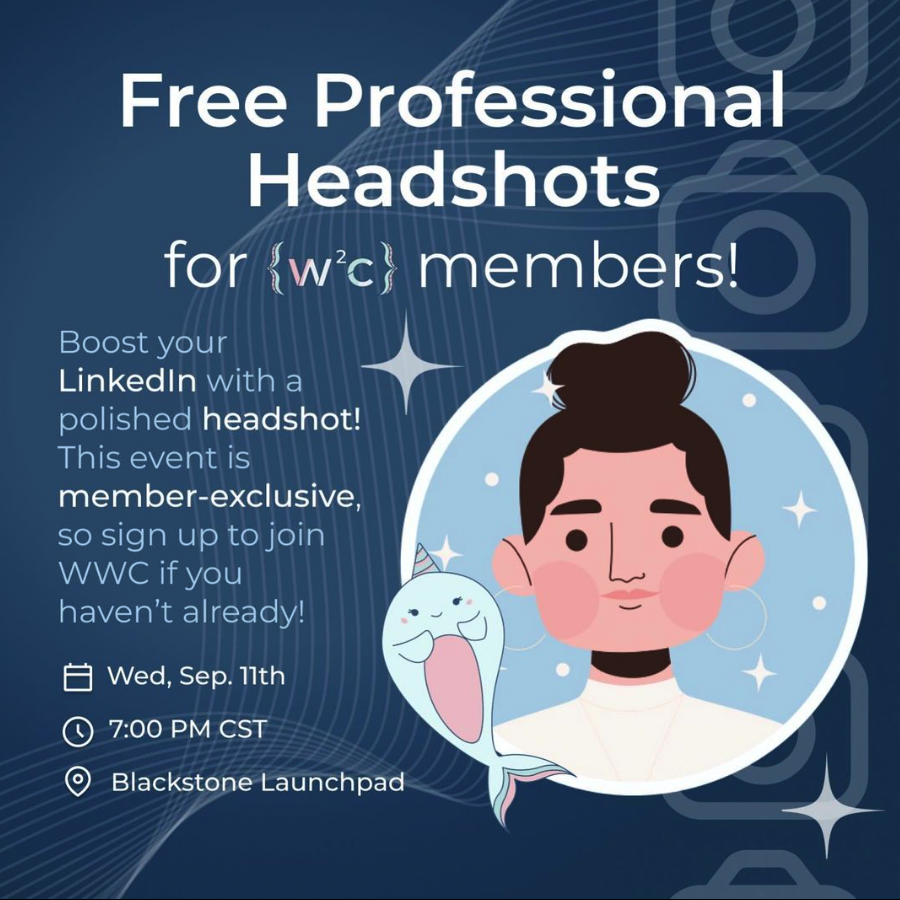 Free Professional
Headshots
for {w²c} members!
Boost your
LinkedIn with a
polished headshot!
This event is
member-exclusive,
so sign up to join
WWC if you
haven't already!
Wed, Sep. 11th
7:00 PM CST
Blackstone Launchpad